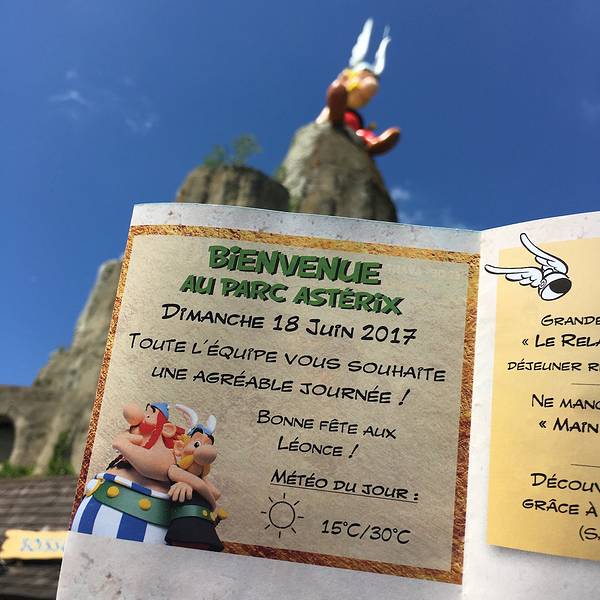 BIENVENUE
AU PARC ASTÉRIX
DIMANCHE 18 JUIN 2017
TOUTE L'ÉQUIPE VOUS SOUHAITE
UNE AGRÉABLE JOURNÉE !
BONNE FÊTE AUX
LÉONCE !
MÉTÉO DU JOUR :
15°C/30°C
GRANDE
« LE RELA
DÉJEUNER RE
NE MANQ
« MAIN
DÉCOUV
GRÂCE À
(S